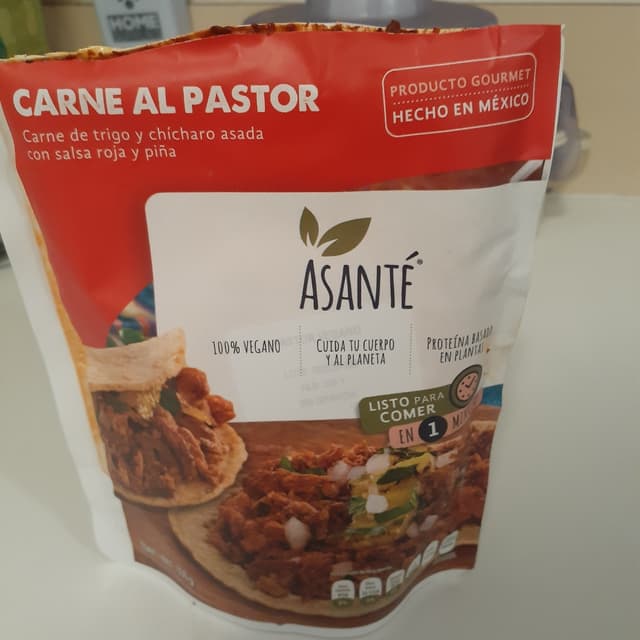 HOME
CARNE AL PASTOR
Carne de trigo y chícharo asada
con salsa roja y piña
PRODUCTO GOURMET
HECHO EN MÉXICO
ASANTÉ®
100% VEGANO
CUIDA TU CUERPO
Y AL PLANETA
PROTEÍNA BASADA
EN PLANTAS
LISTO PARA
COMER
EN 1